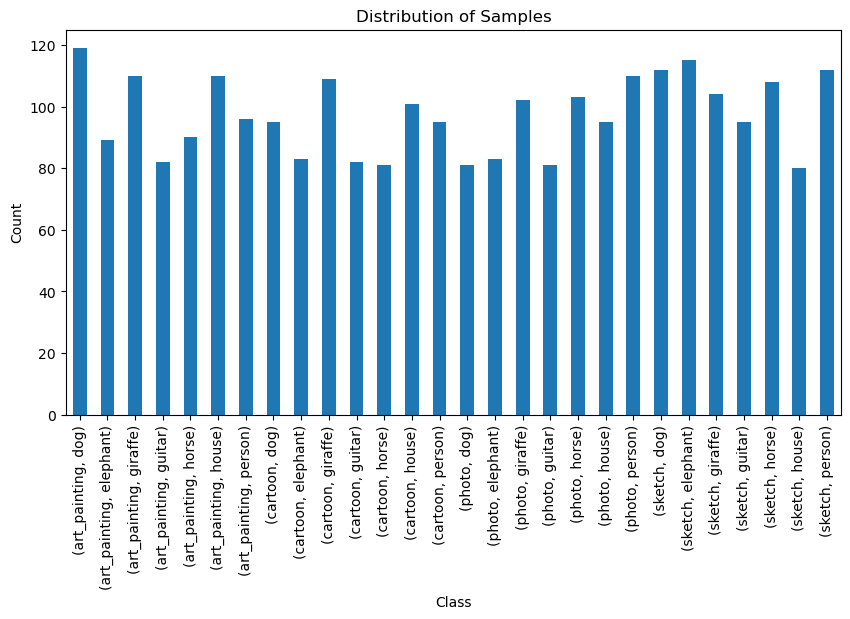 Distribution of Samples
120
100
80
60
40
20
0
Count
(art_painting, dog)
(art_painting, elephant)
(art_painting, giraffe)
(art_painting, guitar)
(art_painting, horse)
(art_painting, house)
(art_painting, person)
(cartoon, dog)
(cartoon, elephant)
(cartoon, giraffe)
(cartoon, guitar)
(cartoon, horse)
(cartoon, house)
(cartoon, person)
(photo, dog)
(photo, elephant)
(photo, giraffe)
(photo, guitar)
(photo, horse)
(photo, house)
(photo, person)
(sketch, dog)
(sketch, elephant)
(sketch, giraffe)
(sketch, guitar)
(sketch, horse)
(sketch, house)
(sketch, person)
Class